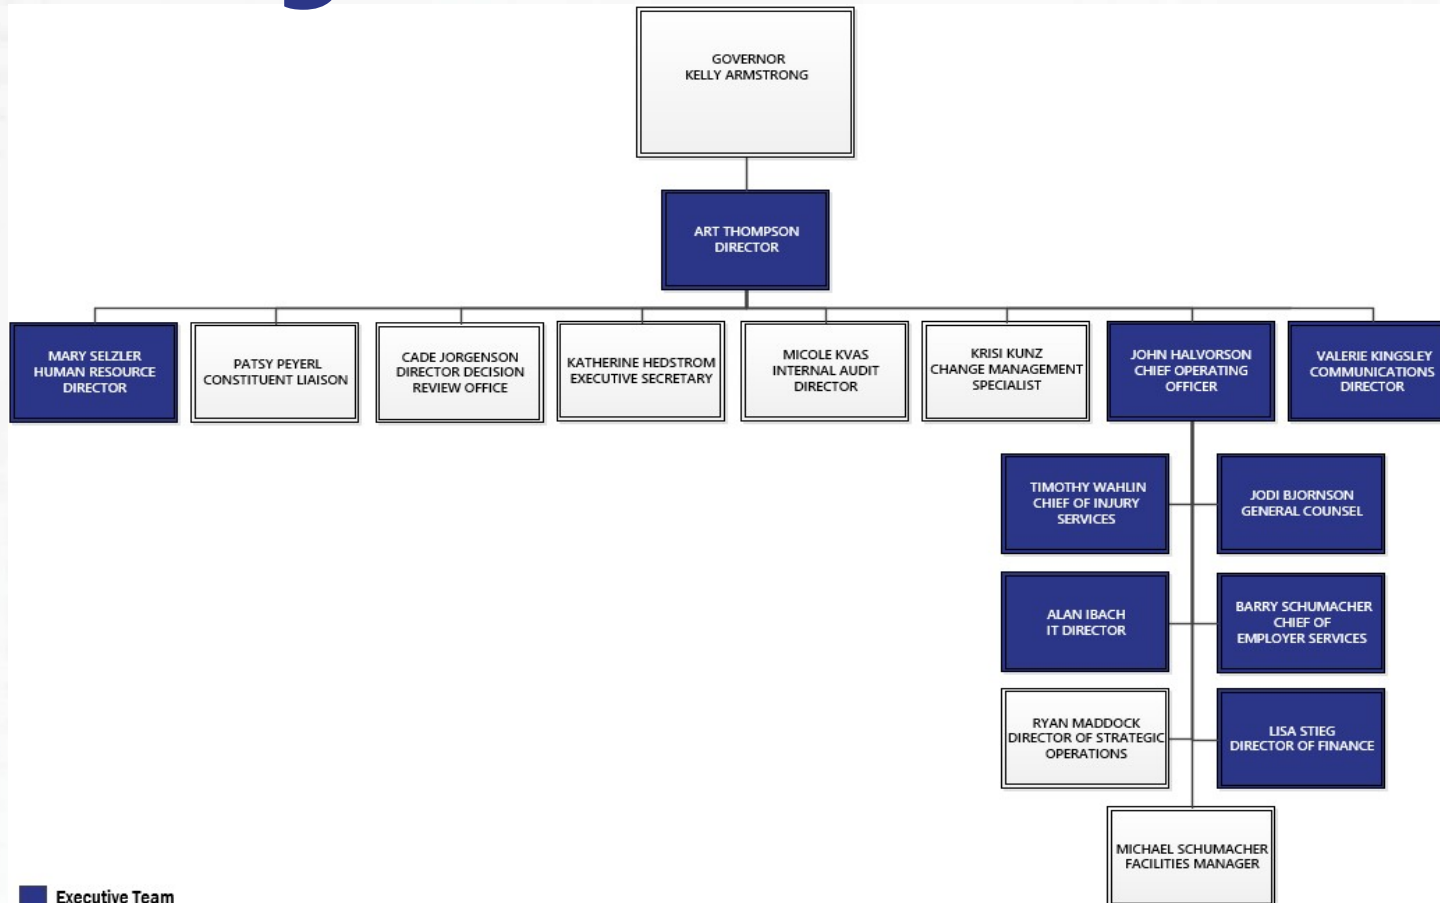 GOVERNOR
KELLY ARMSTRONG
ART THOMPSON
DIRECTOR
MARY SELZLER
HUMAN RESOURCE
DIRECTOR
PATSY PEYERL
CONSTITUENT LIAISON
CADE JORGENSON
DIRECTOR DECISION
REVIEW OFFICE
KATHERINE HEDSTROM
EXECUTIVE SECRETARY
MICOLE KVAS
INTERNAL AUDIT
DIRECTOR
KRISI KUNZ
CHANGE MANAGEMENT
SPECIALIST
JOHN HALVORSON
CHIEF OPERATING
OFFICER
VALERIE KINGSLEY
COMMUNICATIONS
DIRECTOR
TIMOTHY WAHLIN
CHIEF OF INJURY
SERVICES
JODI BJORNSON
GENERAL COUNSEL
ALAN IBACH
IT DIRECTOR
BARRY SCHUMACHER
CHIEF OF
EMPLOYER SERVICES
RYAN MADDOCK
DIRECTOR OF STRATEGIC
OPERATIONS
LISA STIEG
DIRECTOR OF FINANCE
MICHAEL SCHUMACHER
FACILITIES MANAGER
Executive Team